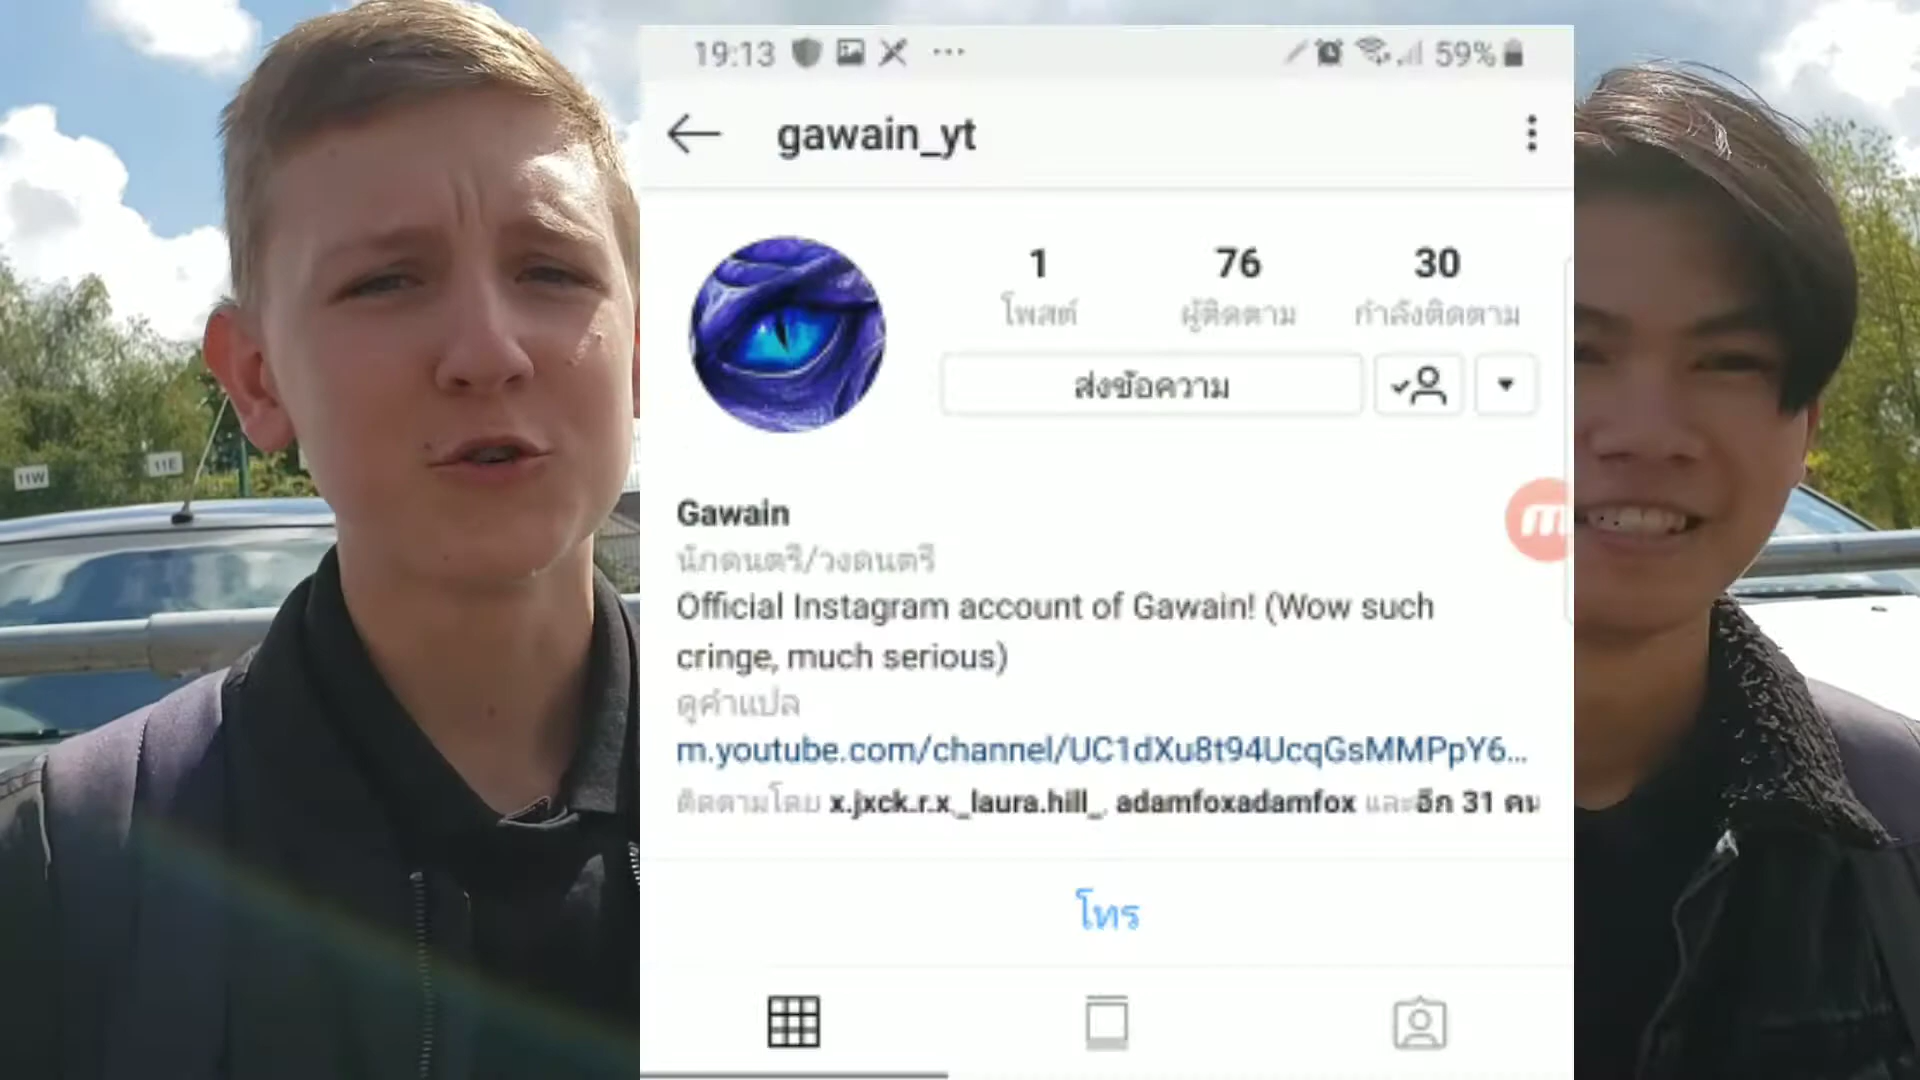 19:13
59%
gawain_yt
1
76
30
โพสต์
ผู้ติดตาม
กำลังติดตาม
ส่งข้อความ
Gawain
นักดนตรี/วงดนตรี
Official Instagram account of Gawain! (Wow such
cringe, much serious)
ดูคำแปล
m.youtube.com/channel/UC1dXu8t94UcqGsMMPpY6...
ติดตามโดย x.jxck.r.x._laura.hill_, adamfoxadamfox และอีก 31 คน
โทร
11W
11E